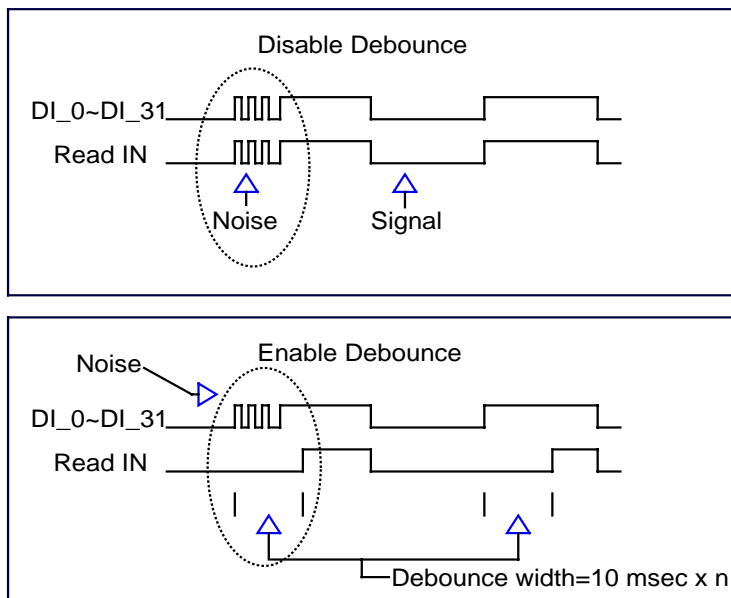 Disable Debounce
DI_0~DI_31
Read IN
Noise
Signal
Enable Debounce
Noise
DI_0~DI_31
Read IN
Debounce width=10 msec x n